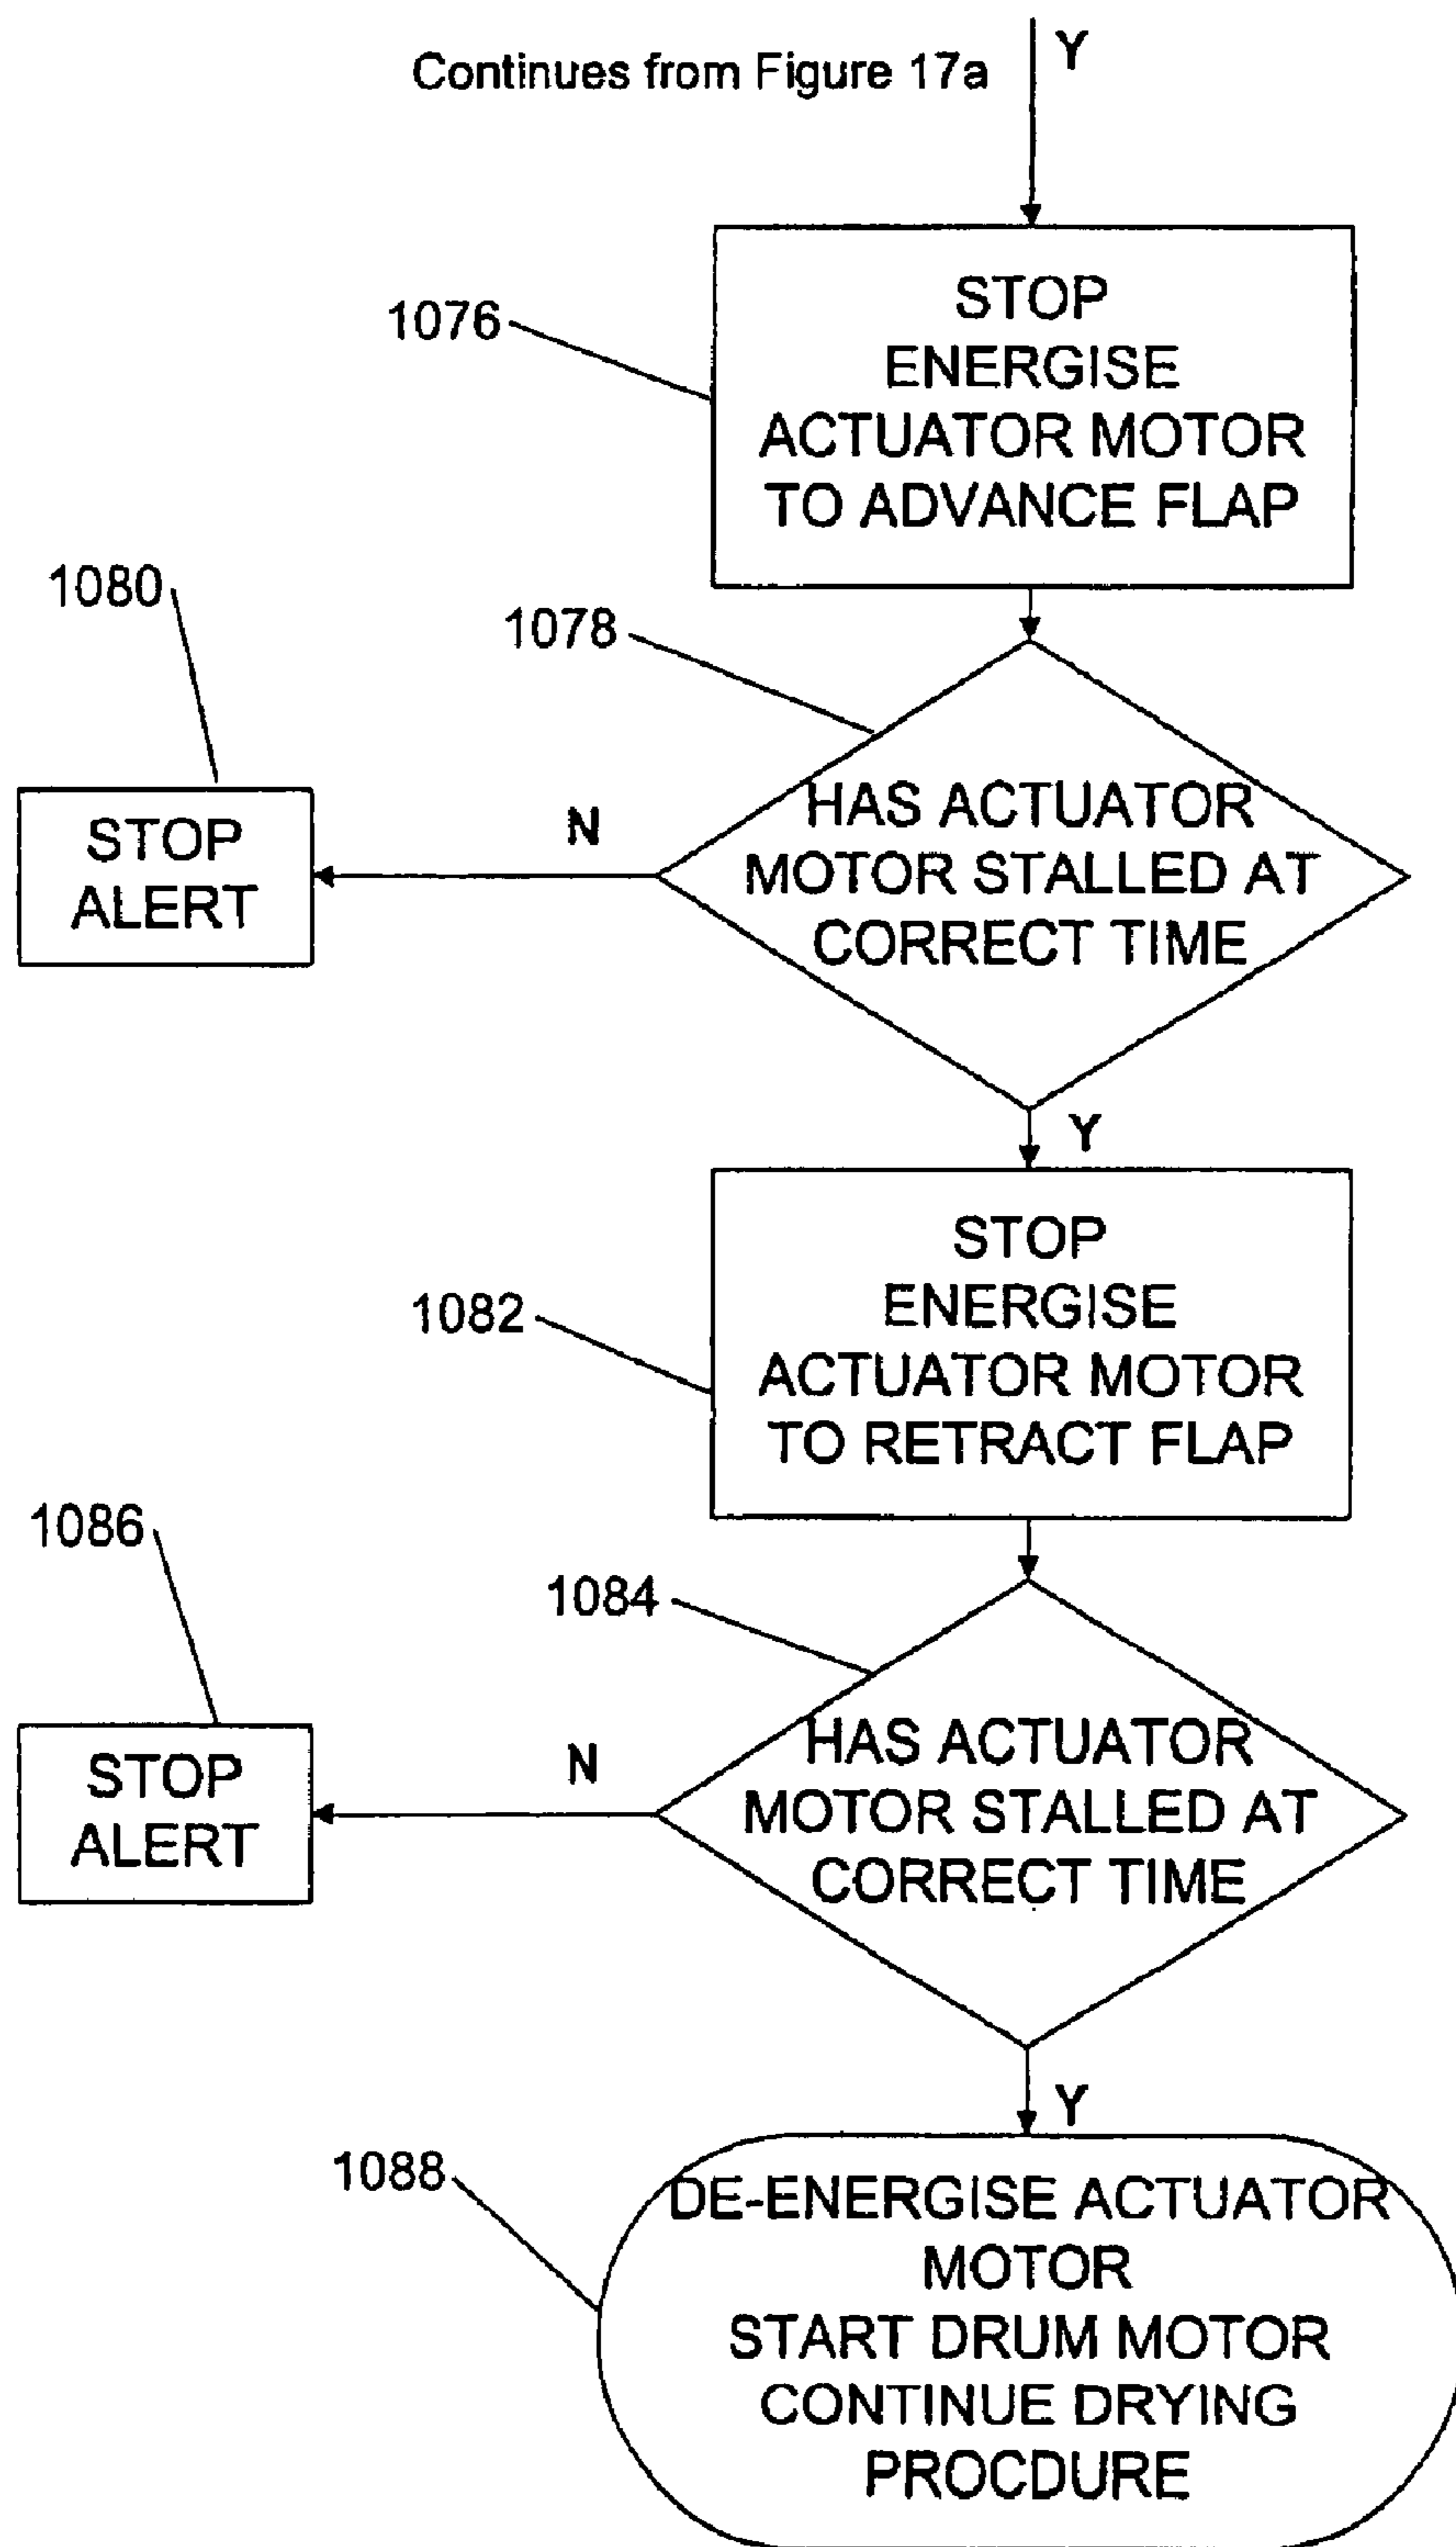 Continues from Figure 17a
Y
1076
STOP
ENERGISE
ACTUATOR MOTOR
TO ADVANCE FLAP
1080
1078
STOP
ALERT
N
HAS ACTUATOR
MOTOR STALLED AT
CORRECT TIME
Y
1082
STOP
ENERGISE
ACTUATOR MOTOR
TO RETRACT FLAP
1086
1084
STOP
ALERT
N
HAS ACTUATOR
MOTOR STALLED AT
CORRECT TIME
Y
1088
DE-ENERGISE ACTUATOR
MOTOR
START DRUM MOTOR
CONTINUE DRYING
PROCDURE